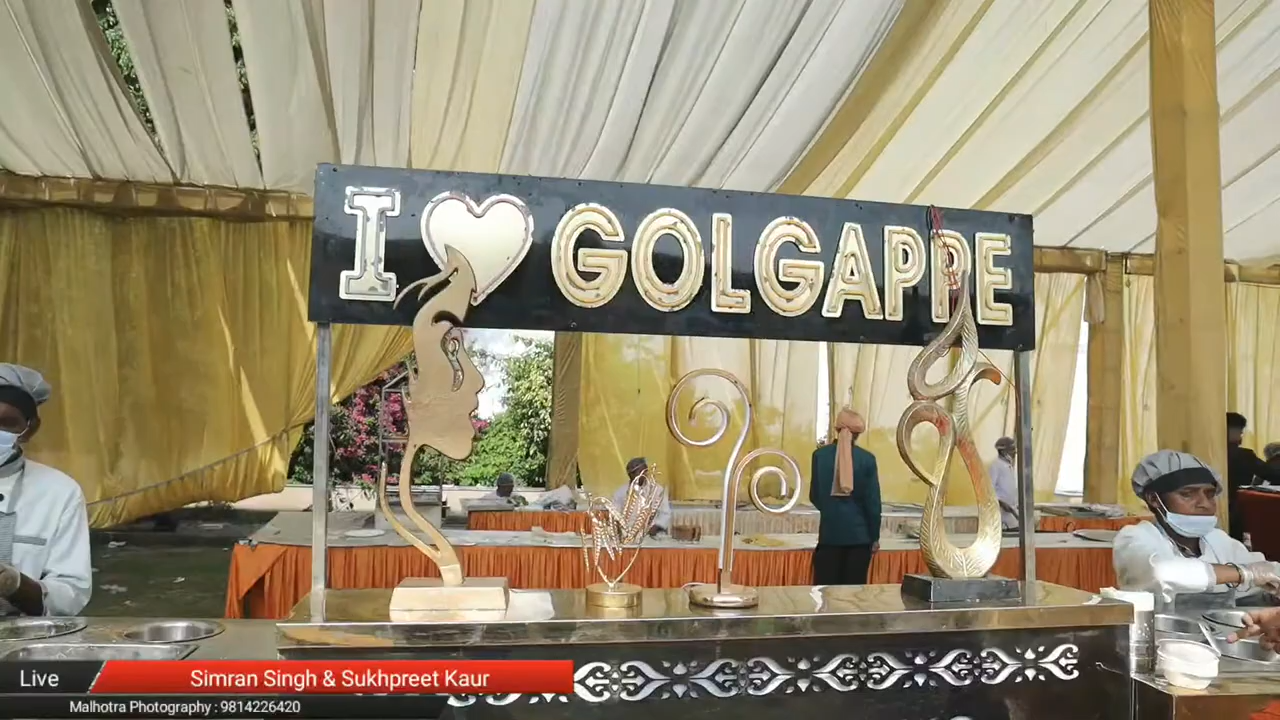 I ❤ GOLGAPPE
Live
Simran Singh & Sukhpreet Kaur
Malhotra Photography : 9814226420